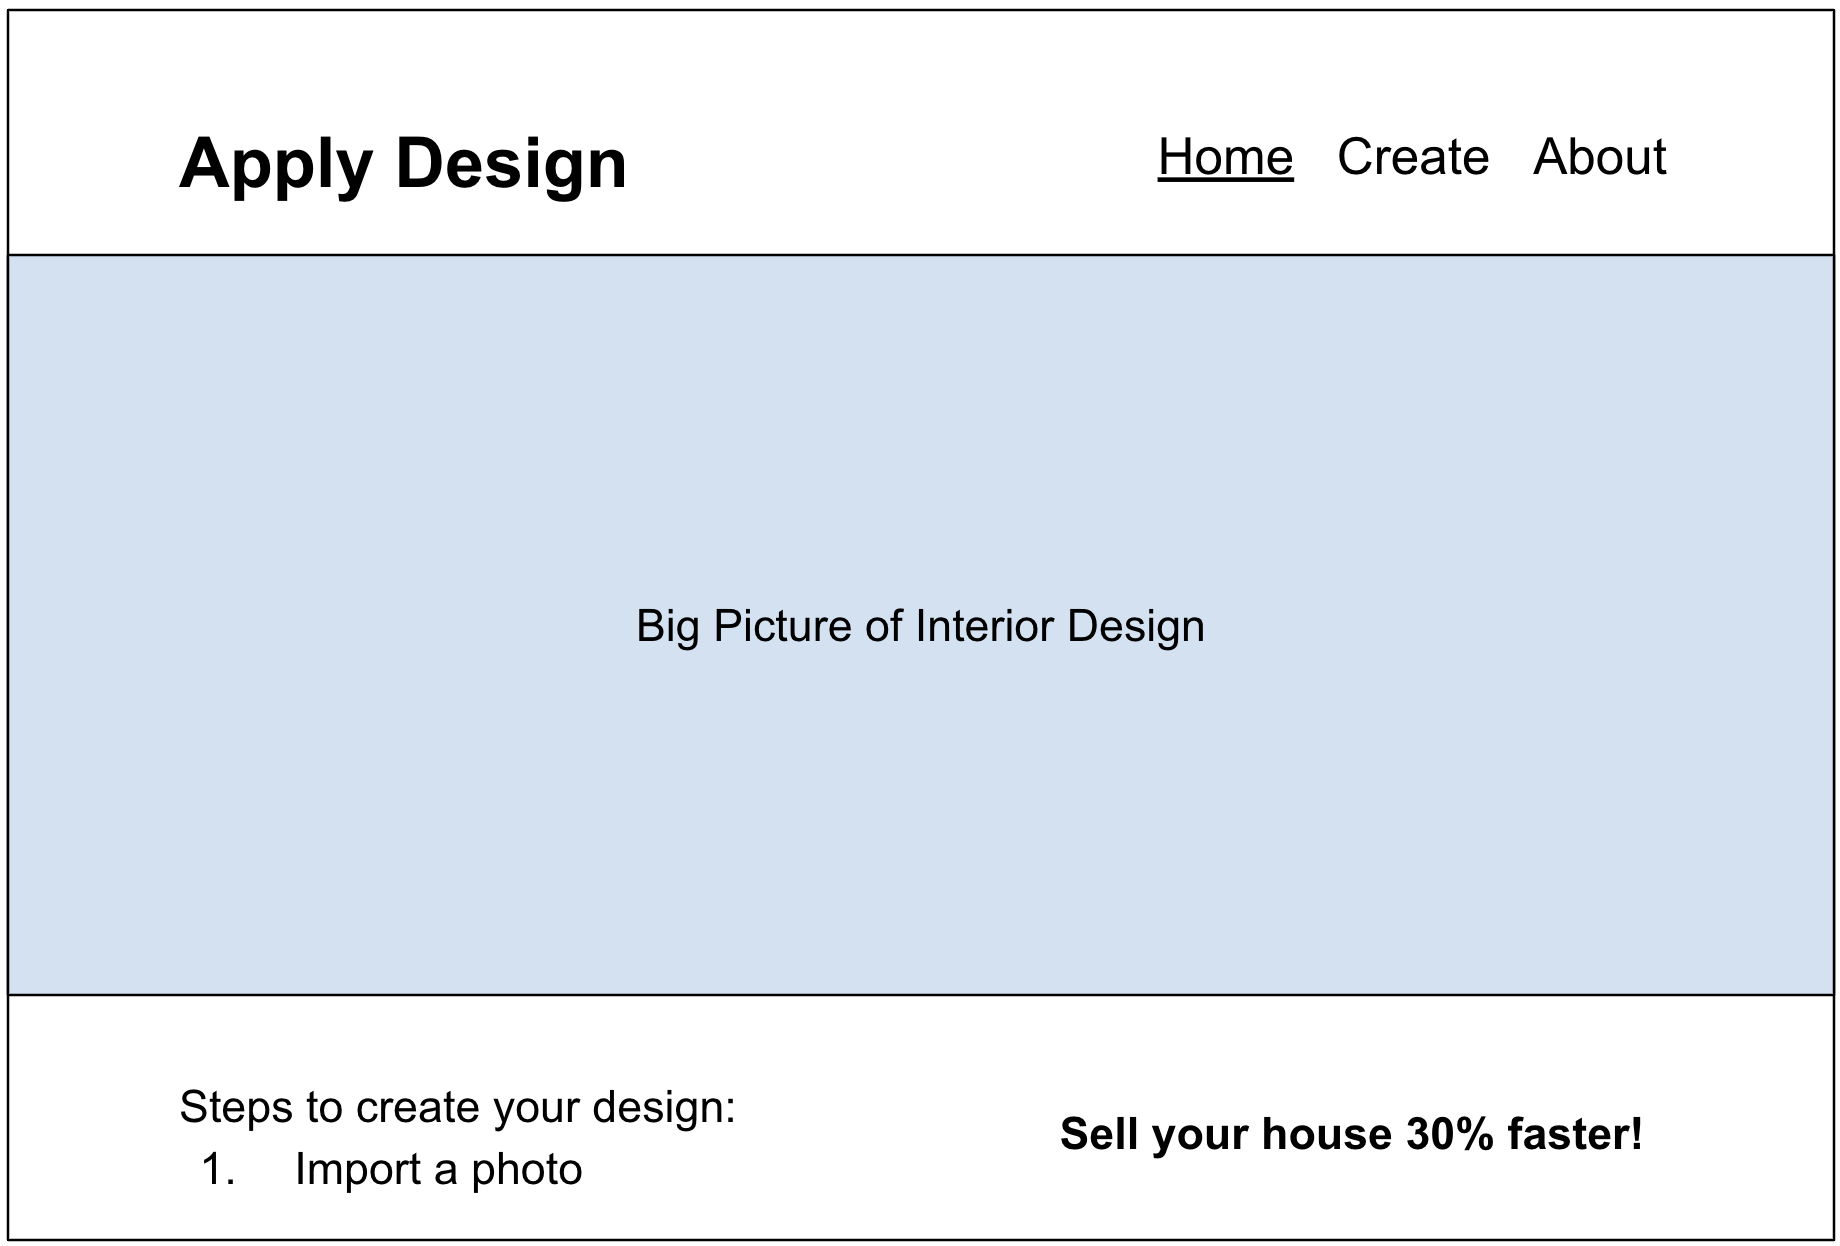 Apply Design
Home Create About
Big Picture of Interior Design
Steps to create your design:
1. Import a photo
Sell your house 30% faster!